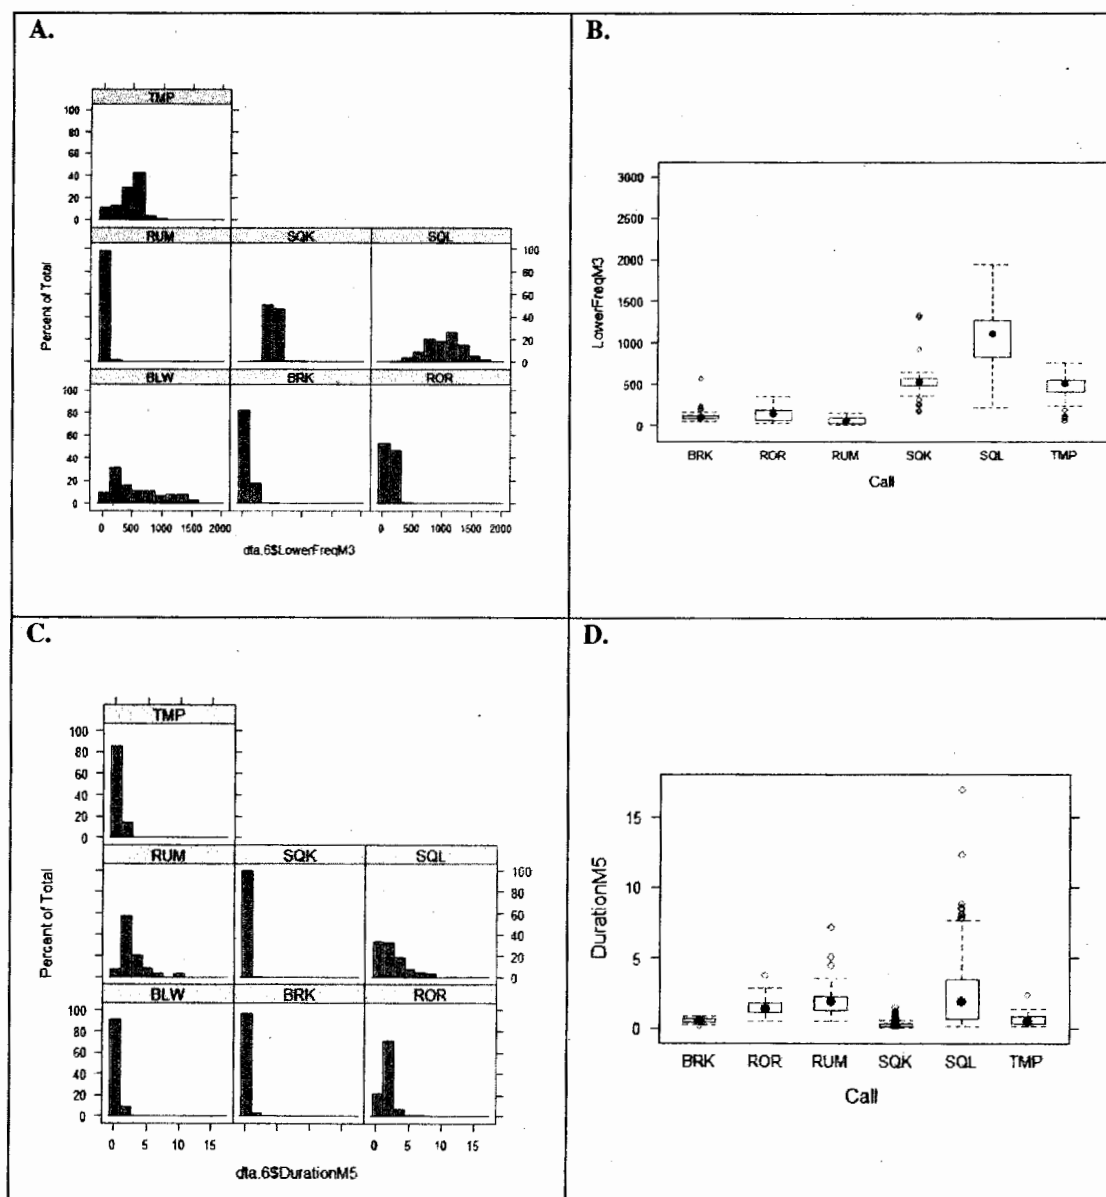 A.
TMP
100
80
60
40
20
0
RUM SQK SQL
100
80
60
40
20
0
Percent of Total
BLW BRK ROR
100
80
60
40
20
0
0 500 1000 1500 2000 0 500 1000 1500 2000
dta.6$LowerFreqM3
B.
3000
2500
2000
1500
1000
500
0
LowerFreqM3
BRK ROR RUM SQK SQL TMP
Call
C.
TMP
100
80
60
40
20
0
RUM SQK SQL
100
80
60
40
20
0
Percent of Total
BLW BRK ROR
100
80
60
40
20
0
0 5 10 15 0 5 10 15
dta.6$DurationM5
D.
15
10
5
0
DurationM5
BRK ROR RUM SQK SQL TMP
Call